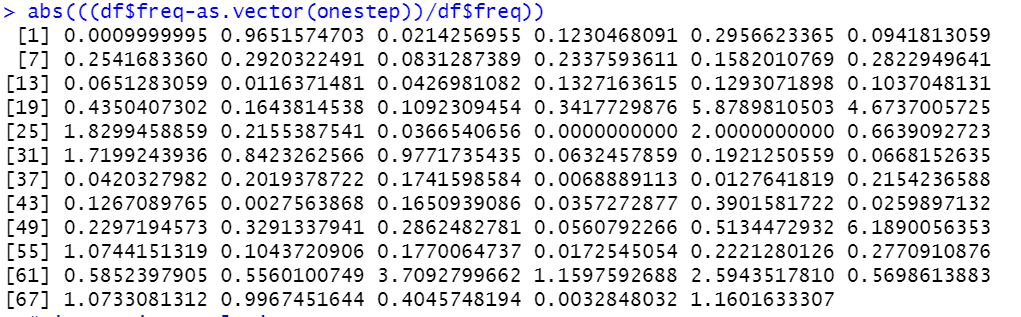 > abs(((df$freq-as.vector(onestep))/df$freq))
[1] 0.0009999995 0.9651574703 0.0214256955 0.1230468091 0.2956623365 0.0941813059
[7] 0.2541683360 0.2920322491 0.0831287389 0.2337593611 0.1582010769 0.2822949641
[13] 0.0651283059 0.0116371481 0.0426981082 0.1327163615 0.1293071898 0.1037048131
[19] 0.4350407302 0.1643814538 0.1092309454 0.3417729876 5.8789810503 4.6737005725
[25] 1.8299458859 0.2155387541 0.0366540656 0.0000000000 2.0000000000 0.6639092723
[31] 1.7199243936 0.8423262566 0.9771735435 0.0632457859 0.1921250559 0.0668152635
[37] 0.0420327982 0.2019378722 0.1741598584 0.0068889113 0.0127641819 0.2154236588
[43] 0.1267089765 0.0027563868 0.1650939086 0.0357272877 0.3901581722 0.0259897132
[49] 0.2297194573 0.3291337941 0.2862482781 0.0560792266 0.5134472932 6.1890056353
[55] 1.0744151319 0.1043720906 0.1770064737 0.0172545054 0.2221280126 0.2770910876
[61] 0.5852397905 0.5560100749 3.7092799662 1.1597592688 2.5943517810 0.5698613883
[67] 1.0733081312 0.9967451644 0.4045748194 0.0032848032 1.1601633307